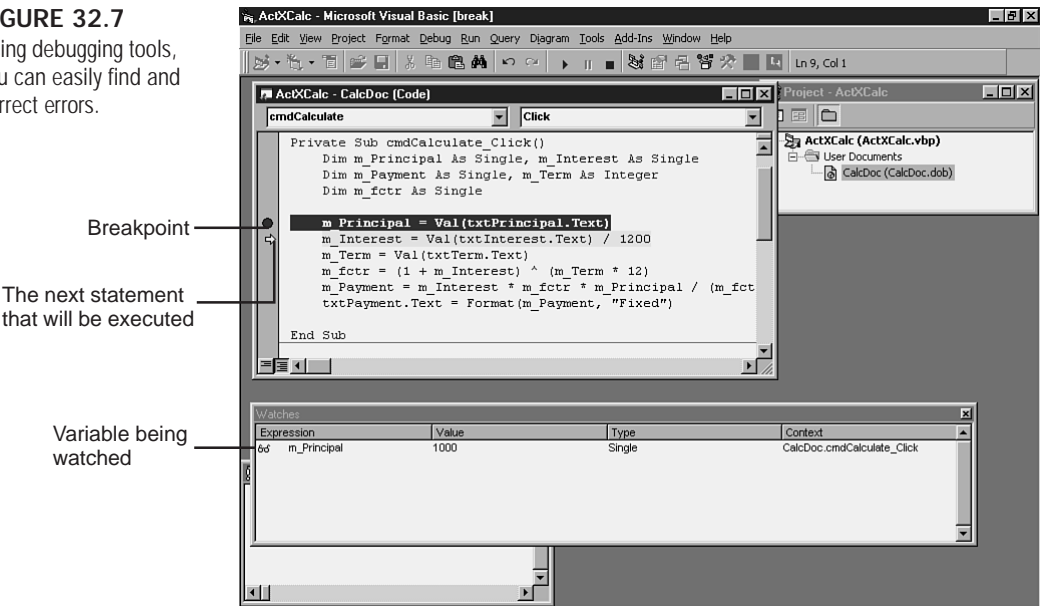 GURE 32.7
ing debugging tools,
u can easily find and
rrect errors.
ActXCalc - Microsoft Visual Basic [break]
File Edit View Project Format Debug Run Query Diagram Tools Add-Ins Window Help
Ln 9, Col 1
ActXCalc - CalcDoc (Code)
cmdCalculate Click
Private Sub cmdCalculate_Click()
Dim m_Principal As Single, m_Interest As Single
Dim m_Payment As Single, m_Term As Integer
Dim m_fctr As Single
m_Principal = Val(txtPrincipal.Text)
m_Interest = Val(txtInterest.Text) / 1200
m_Term = Val(txtTerm.Text)
m_fctr = (1 + m_Interest) ^ (m_Term * 12)
m_Payment = m_Interest * m_fctr * m_Principal / (m_fct
txtPayment.Text = Format(m_Payment, "Fixed")
End Sub
Project - ActXCalc
ActXCalc (ActXCalc.vbp)
User Documents
CalcDoc (CalcDoc.dob)
Breakpoint
The next statement
that will be executed
Variable being
watched
Watches
Expression Value Type Context
m_Principal 1000 Single CalcDoc.cmdCalculate_Click